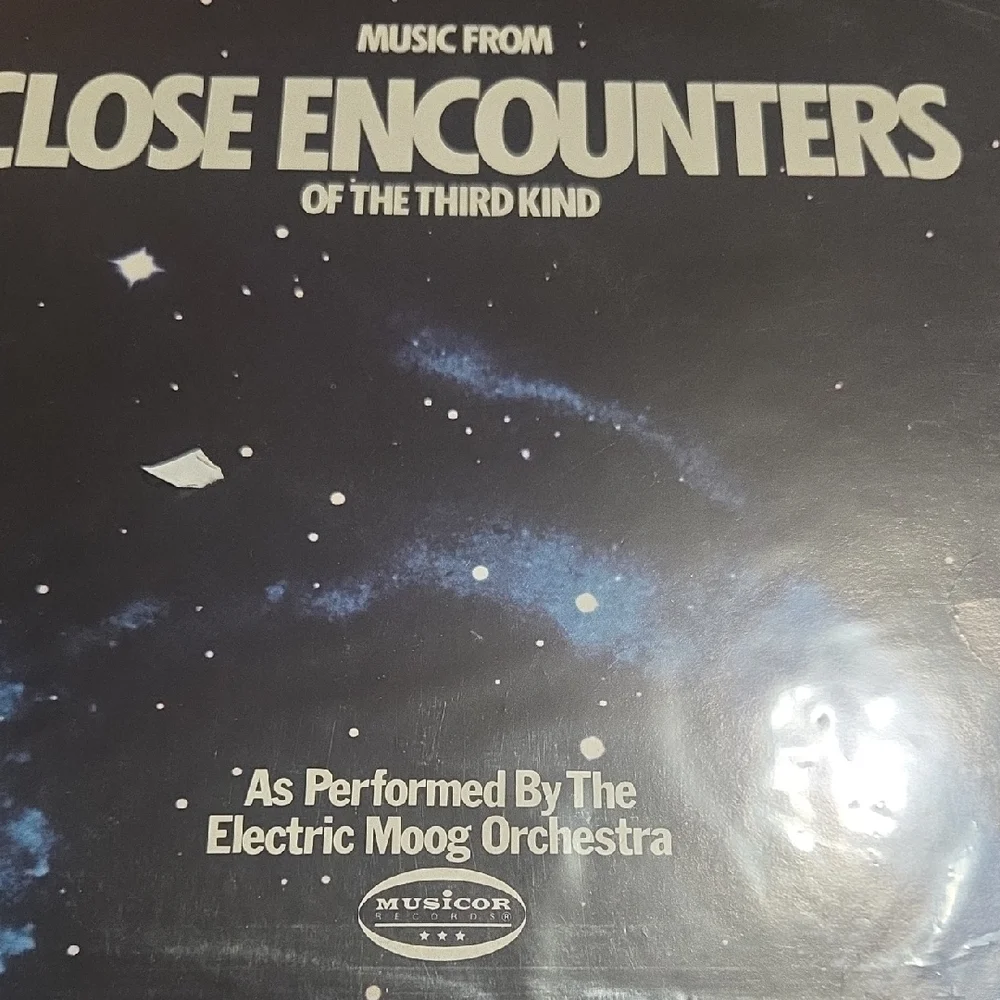 MUSIC FROM
CLOSE ENCOUNTERS
OF THE THIRD KIND
As Performed By The
Electric Moog Orchestra
MUSICOR
RECORDS®